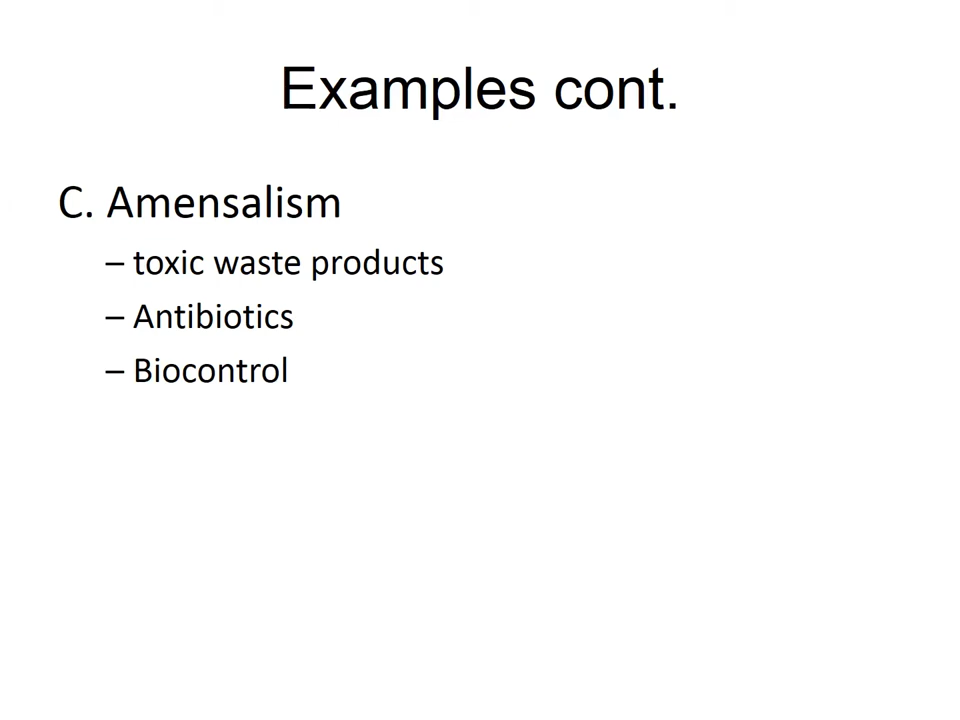 Examples cont.
C. Amensalism
– toxic waste products
– Antibiotics
– Biocontrol